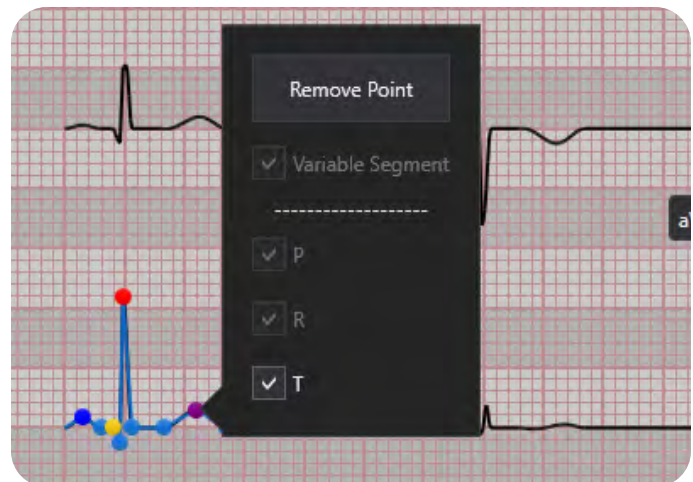 Remove Point
Variable Segment
-------------------
P
R
T